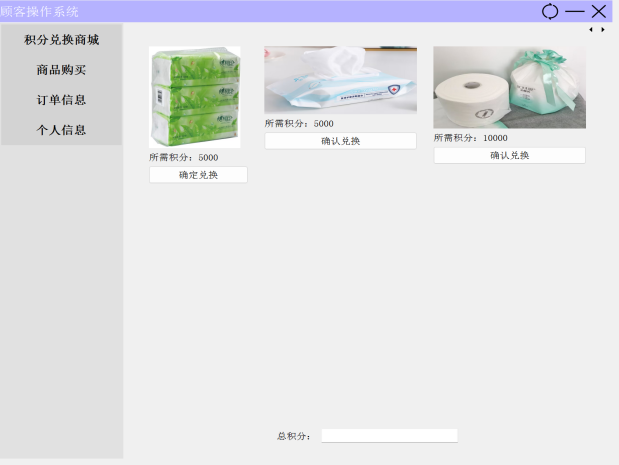 顾客操作系统
积分兑换商城
商品购买
订单信息
个人信息
所需积分：5000
确定兑换
所需积分：5000
确认兑换
所需积分：10000
确认兑换
总积分：